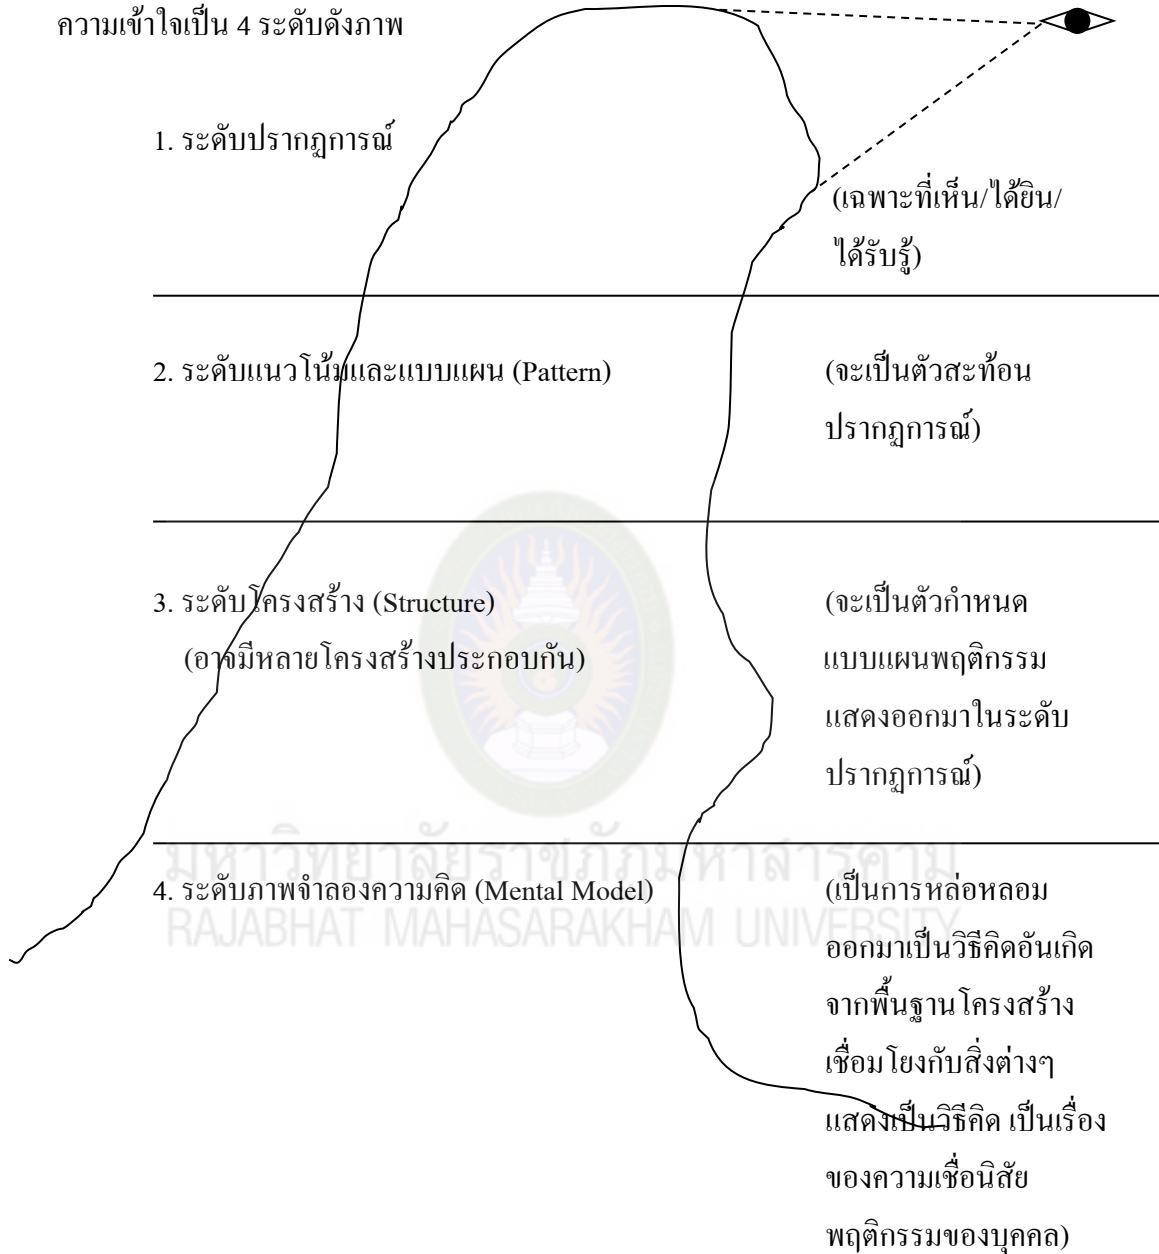 ความเข้าใจเป็น 4 ระดับดังภาพ
1. ระดับปรากฏการณ์
(เฉพาะที่เห็น/ได้ยิน/
ได้รับรู้)
2. ระดับแนวโน้มและแบบแผน (Pattern)
(จะเป็นตัวสะท้อน
ปรากฏการณ์)
3. ระดับโครงสร้าง (Structure)
(อาจมีหลายโครงสร้างประกอบกัน)
(จะเป็นตัวกำหนด
แบบแผนพฤติกรรม
แสดงออกมาในระดับ
ปรากฏการณ์)
มหาวิทยาลัยราชภัฏมหาสารคาม
RAJABHAT MAHASARAKHAM UNIVERSITY
4. ระดับภาพจำลองความคิด (Mental Model)
(เป็นการหล่อหลอม
ออกมาเป็นวิธีคิดอันเกิด
จากพื้นฐานโครงสร้าง
เชื่อมโยงกับสิ่งต่างๆ
แสดงเป็นวิธีคิด เป็นเรื่อง
ของความเชื่อนิสัย
พฤติกรรมของบุคคล)